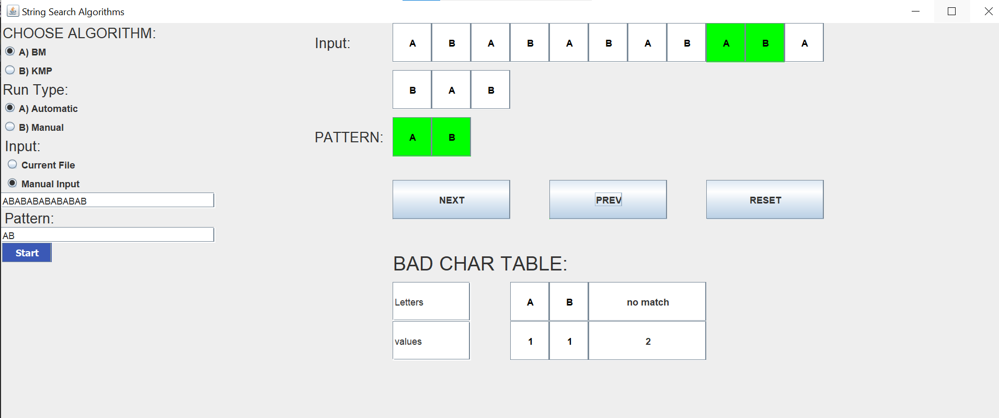 String Search Algorithms
CHOOSE ALGORITHM:
A) BM
B) KMP
Run Type:
A) Automatic
B) Manual
Input:
Current File
Manual Input
ABABABABABABAB
Pattern:
AB
Start
Input: A B A B A B A B A B A
B A B
PATTERN: A B
NEXT PREV RESET
BAD CHAR TABLE:
Letters A B no match
values 1 1 2